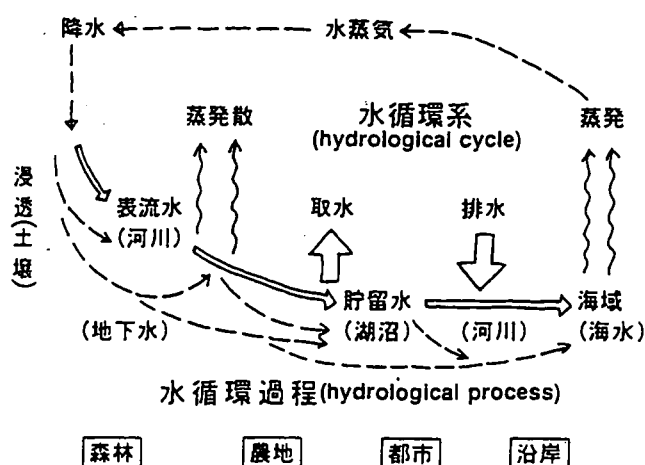 降水
水蒸気
蒸発散
水循環系
(hydrological cycle)
蒸発
浸透(土壌)
表流水
(河川)
取水
排水
貯留水
(湖沼)
(河川)
海域
(海水)
(地下水)
水循環過程(hydrological process)
森林
農地
都市
沿岸